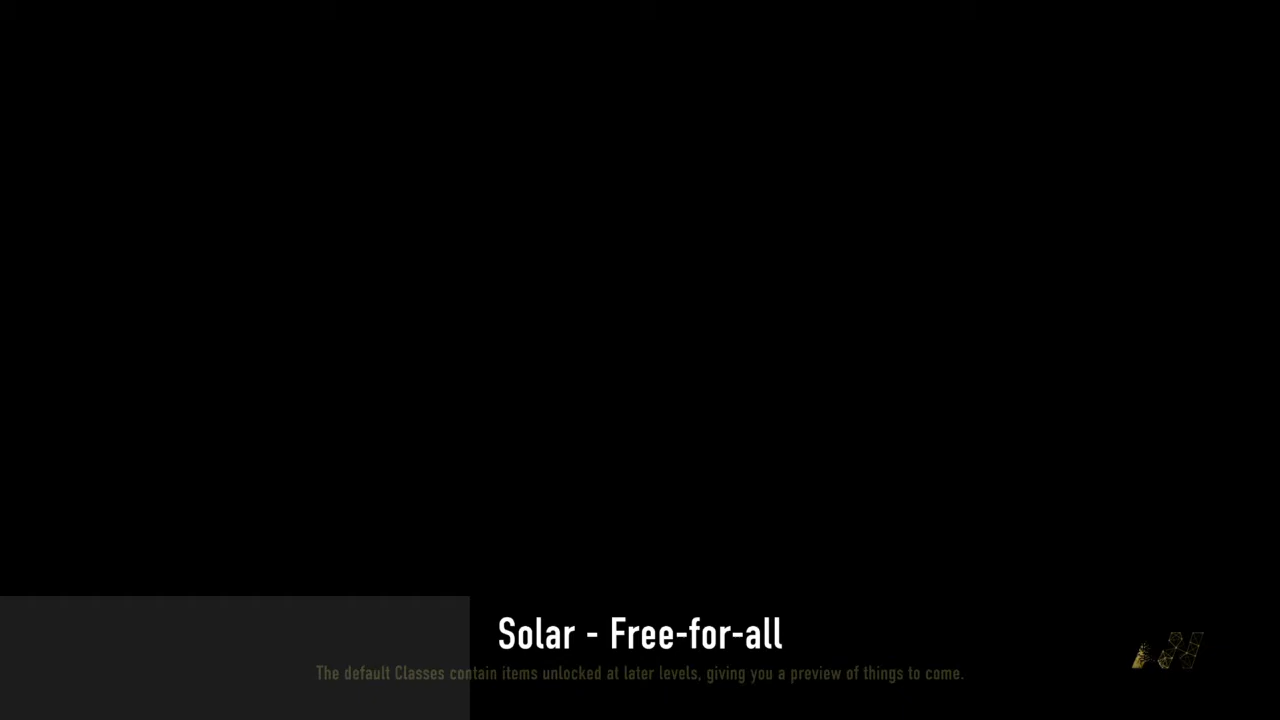 Solar - Free-for-all
The default Classes contain items unlocked at later levels, giving you a preview of things to come.